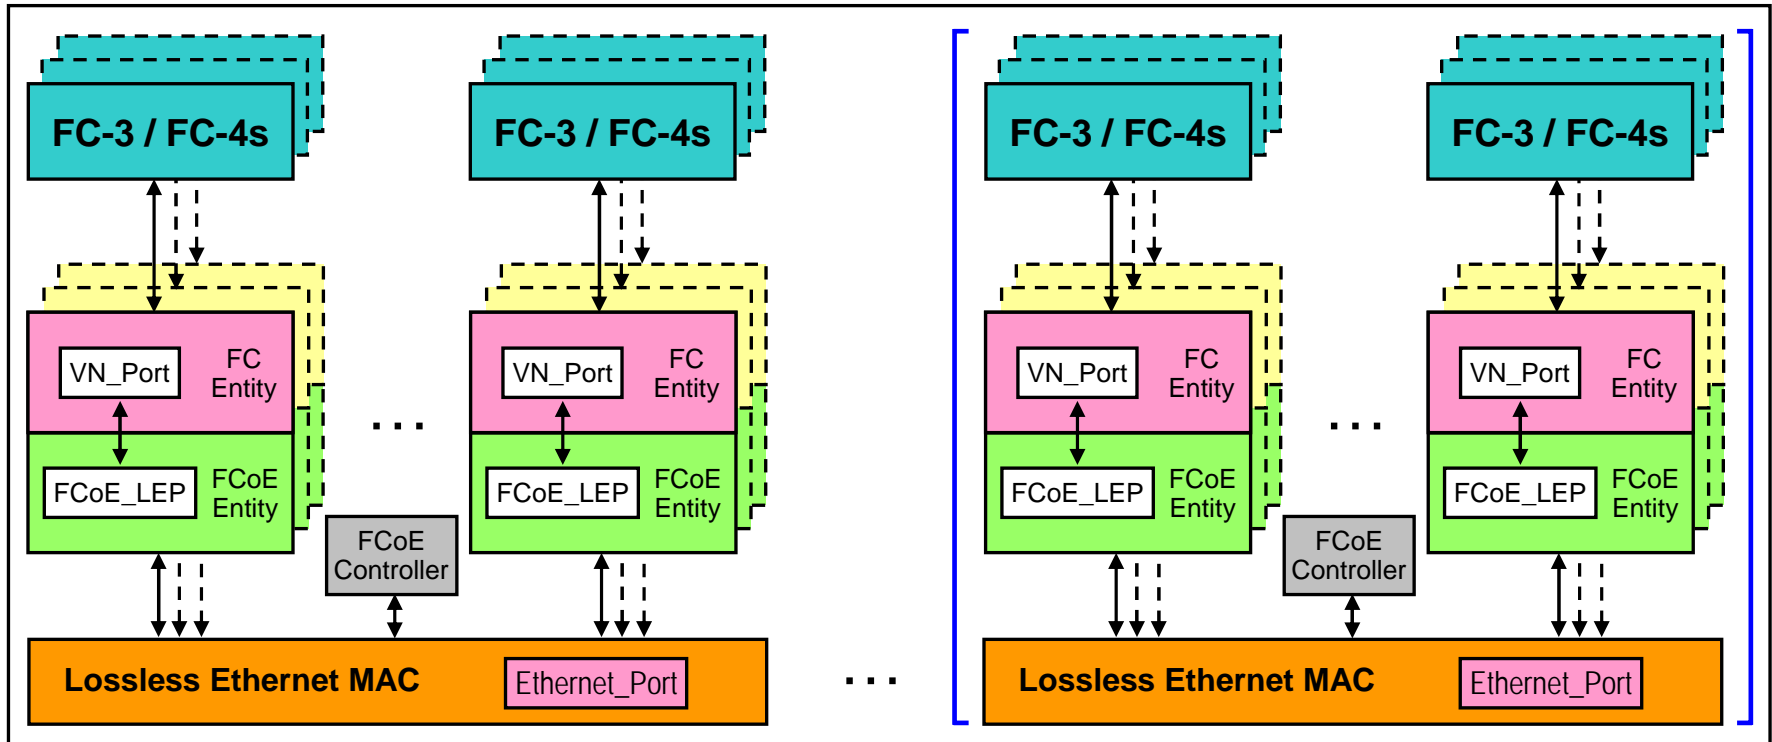 FC-3 / FC-4s
FC-3 / FC-4s
FC-3 / FC-4s
FC-3 / FC-4s
VN_Port
FC
Entity
VN_Port
FC
Entity
VN_Port
FC
Entity
VN_Port
FC
Entity
...
...
FCoE_LEP
FCoE
Entity
FCoE_LEP
FCoE
Entity
FCoE_LEP
FCoE
Entity
FCoE_LEP
FCoE
Entity
FCoE
Controller
FCoE
Controller
Lossless Ethernet MAC
Ethernet_Port
...
Lossless Ethernet MAC
Ethernet_Port